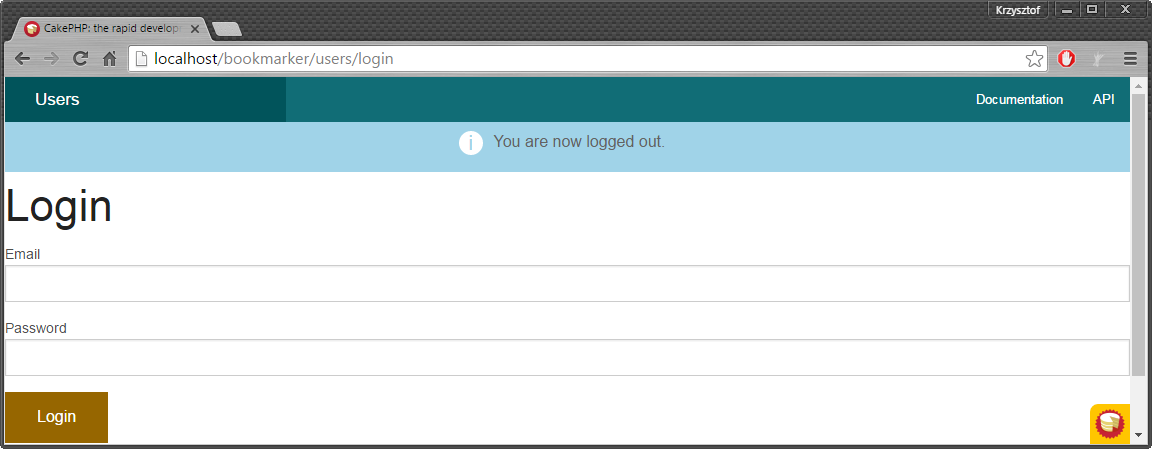 Krzysztof
CakePHP: the rapid develop
localhost/bookmarker/users/login
Users
Documentation
API
You are now logged out.
Login
Email
Password
Login